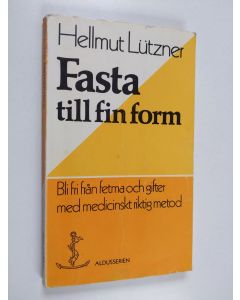 Hellmut Lützner
Fasta
till fin form
Bli fri från fetma och gifter
med medicinskt riktig metod
ALDUSSERIEN